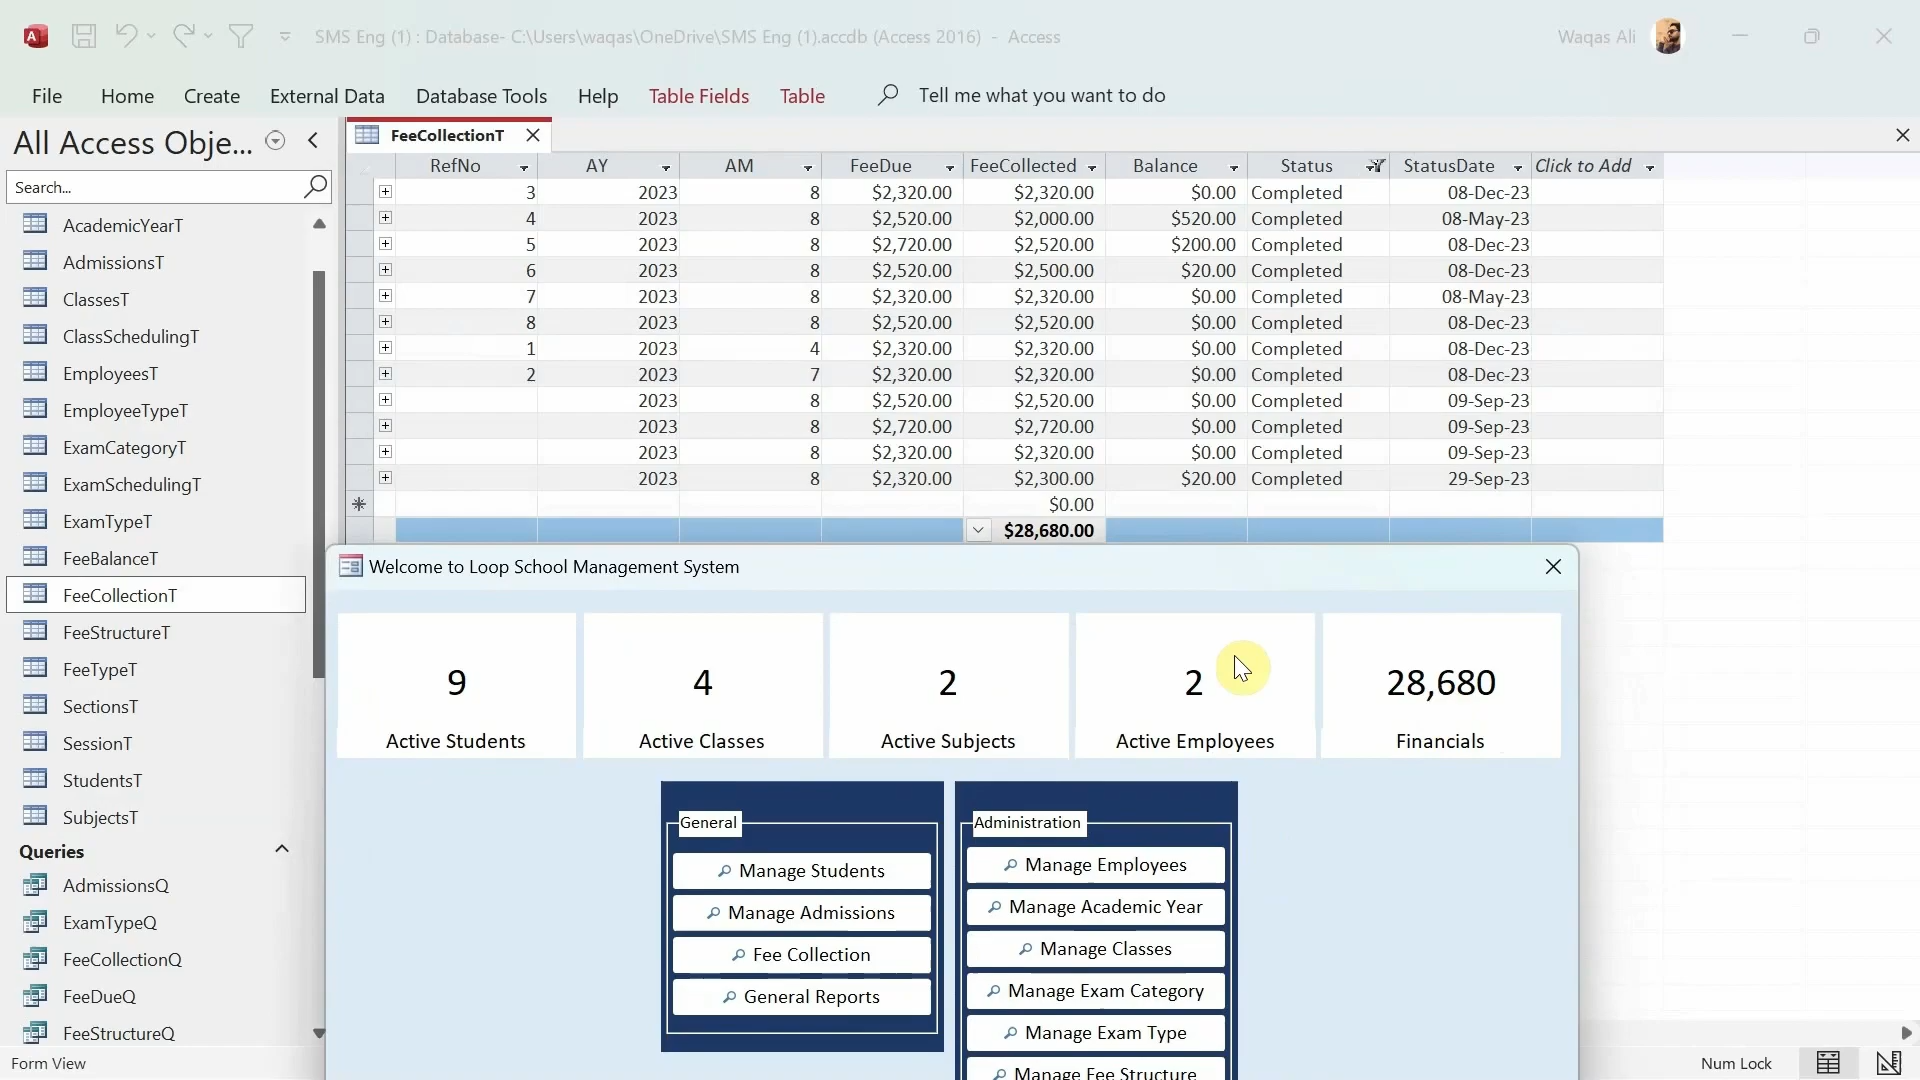 SMS Eng (1) : Database- C:\Users\waqas\OneDrive\SMS Eng (1).accdb (Access 2016) - Access
Waqas Ali
File Home Create External Data Database Tools Help Table Fields Table Tell me what you want to do
All Access Obje...
Search...
AcademicYearT
AdmissionsT
ClassesT
ClassSchedulingT
EmployeesT
EmployeeTypeT
ExamCategoryT
ExamSchedulingT
ExamTypeT
FeeBalanceT
FeeCollectionT
FeeStructureT
FeeTypeT
SectionsT
SessionT
StudentsT
SubjectsT
Queries
AdmissionsQ
ExamTypeQ
FeeCollectionQ
FeeDueQ
FeeStructureQ
FeeCollectionT
RefNo AY AM FeeDue FeeCollected Balance Status StatusDate Click to Add
3 2023 8 $2,320.00 $2,320.00 $0.00 Completed 08-Dec-23
4 2023 8 $2,520.00 $2,000.00 $520.00 Completed 08-May-23
5 2023 8 $2,720.00 $2,520.00 $200.00 Completed 08-Dec-23
6 2023 8 $2,520.00 $2,500.00 $20.00 Completed 08-Dec-23
7 2023 8 $2,320.00 $2,320.00 $0.00 Completed 08-May-23
8 2023 8 $2,520.00 $2,520.00 $0.00 Completed 08-Dec-23
1 2023 4 $2,320.00 $2,320.00 $0.00 Completed 08-Dec-23
2 2023 7 $2,320.00 $2,320.00 $0.00 Completed 08-Dec-23
2023 8 $2,520.00 $2,520.00 $0.00 Completed 09-Sep-23
2023 8 $2,720.00 $2,720.00 $0.00 Completed 09-Sep-23
2023 8 $2,320.00 $2,320.00 $0.00 Completed 09-Sep-23
2023 8 $2,320.00 $2,300.00 $20.00 Completed 29-Sep-23
$0.00
$28,680.00
Welcome to Loop School Management System
9 4 2 2 28,680
Active Students Active Classes Active Subjects Active Employees Financials
General
Manage Students
Manage Admissions
Fee Collection
General Reports
Administration
Manage Employees
Manage Academic Year
Manage Classes
Manage Exam Category
Manage Exam Type
Manage Fee Structure
Form View
Num Lock